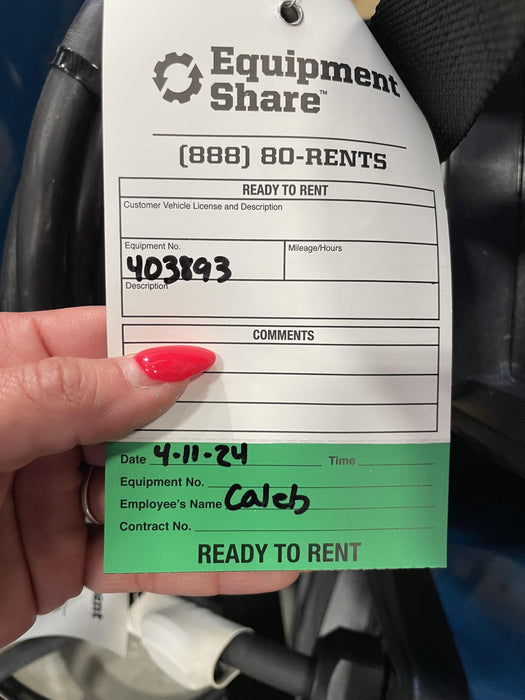 Equipment
Share™
(888) 80-RENTS
READY TO RENT
Customer Vehicle License and Description
Equipment No. Mileage/Hours
403893
Description
COMMENTS
Date 4-11-24 Time
Equipment No.
Employee's Name Caleb
Contract No.
READY TO RENT
ent